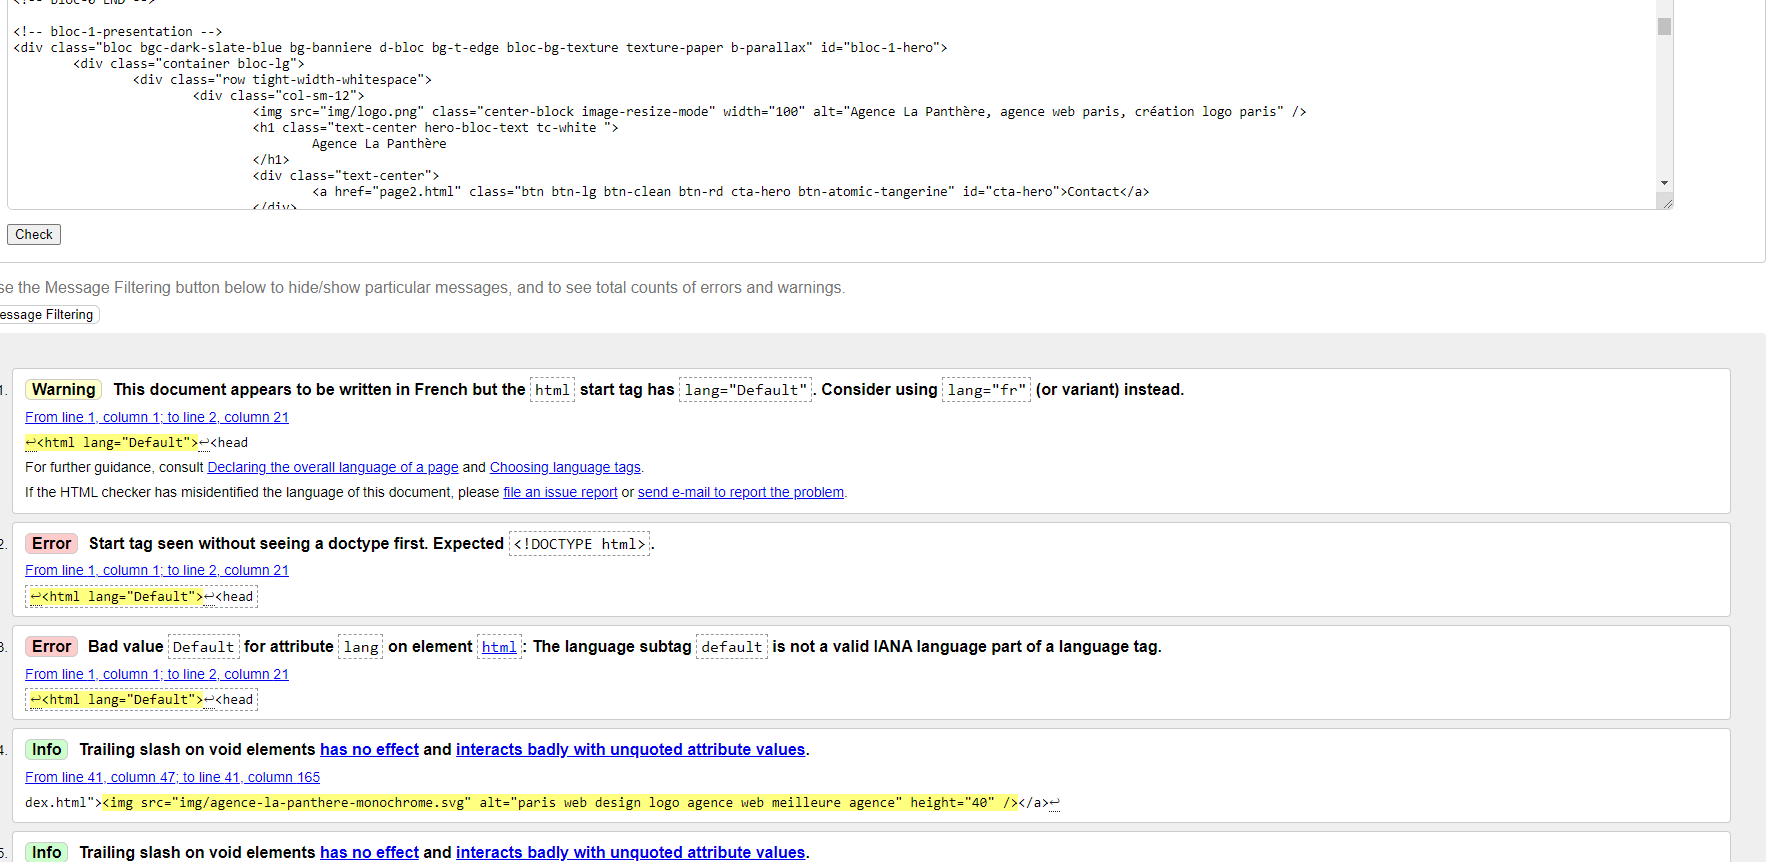 <!-- bloc-0 END -->
<!-- bloc-1-presentation -->
<div class="bloc bgc-dark-slate-blue bg-banniere d-bloc bg-t-edge bloc-bg-texture texture-paper b-parallax" id="bloc-1-hero">
<div class="container bloc-lg">
<div class="row tight-width-whitespace">
<div class="col-sm-12">
<img src="img/logo.png" class="center-block image-resize-mode" width="100" alt="Agence La Panthère, agence web paris, création logo paris" />
<h1 class="text-center hero-bloc-text tc-white ">
Agence La Panthère
</h1>
<div class="text-center">
<a href="page2.html" class="btn btn-lg btn-clean btn-rd cta-hero btn-atomic-tangerine" id="cta-hero">Contact</a>
</div>
Check
se the Message Filtering button below to hide/show particular messages, and to see total counts of errors and warnings.
essage Filtering
1. Warning This document appears to be written in French but the html start tag has lang="Default". Consider using lang="fr" (or variant) instead.
From line 1, column 1; to line 2, column 21
↩<html lang="Default">↩<head
For further guidance, consult Declaring the overall language of a page and Choosing language tags.
If the HTML checker has misidentified the language of this document, please file an issue report or send e-mail to report the problem.
2. Error Start tag seen without seeing a doctype first. Expected <!DOCTYPE html>.
From line 1, column 1; to line 2, column 21
↩<html lang="Default">↩<head
3. Error Bad value Default for attribute lang on element html: The language subtag default is not a valid IANA language part of a language tag.
From line 1, column 1; to line 2, column 21
↩<html lang="Default">↩<head
4. Info Trailing slash on void elements has no effect and interacts badly with unquoted attribute values.
From line 41, column 47; to line 41, column 165
dex.html"><img src="img/agence-la-panthere-monochrome.svg" alt="paris web design logo agence web meilleure agence" height="40" /></a>↩
5. Info Trailing slash on void elements has no effect and interacts badly with unquoted attribute values.